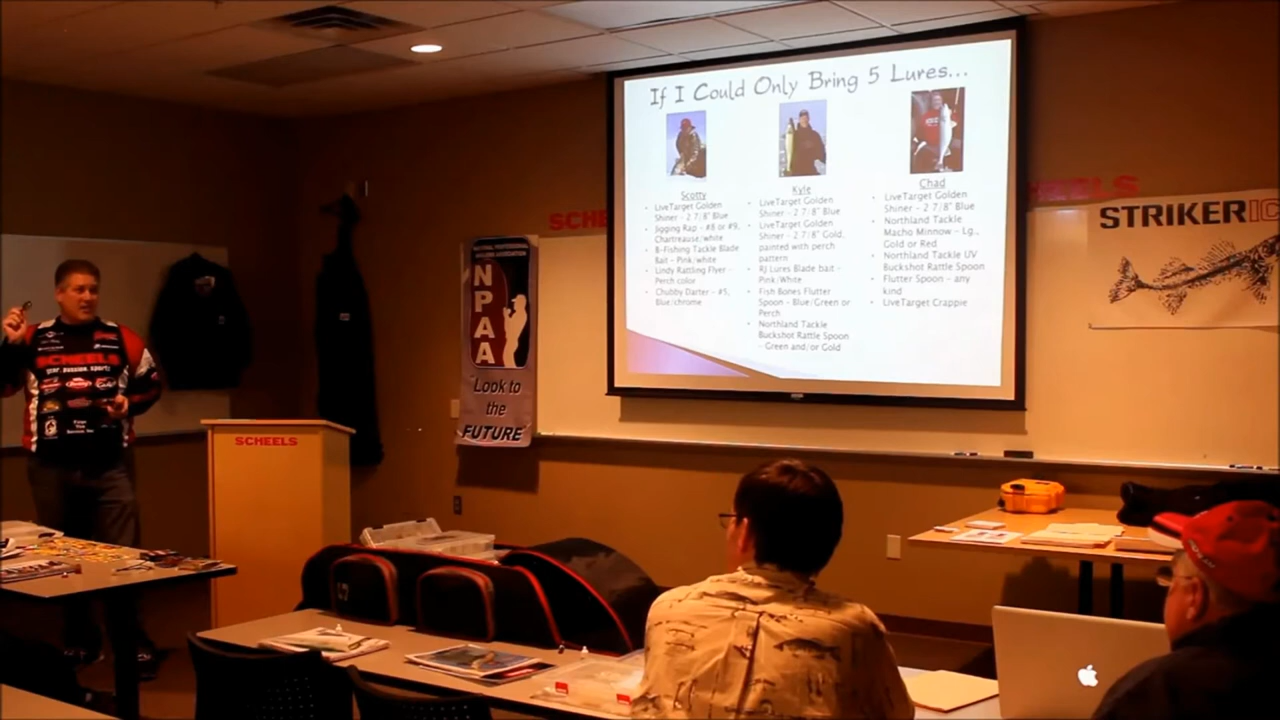 If I Could Only Bring 5 Lures...
Scotty
LiveTarget Golden
Shiner – 2 7/8" Blue
Jigging Rap – #8 or #9,
Chartreause/white
B-Fishing Tackle Blade
Bait – Pink/white
Lindy Rattling Flyer –
Perch color
Chubby Darter – #5,
Blue/chrome
Kyle
LiveTarget Golden
Shiner – 2 7/8" Blue
LiveTarget Golden
Shiner – 2 7/8" Gold,
painted with perch
pattern
RJ Lures Blade bait –
Pink/White
Fish Bones Flutter
Spoon – Blue/Green or
Perch
Northland Tackle
Buckshot Rattle Spoon
– Green and/or Gold
Chad
LiveTarget Golden
Shiner – 2 7/8" Blue
Northland Tackle
Macho Minnow – Lg.,
Gold or Red
Northland Tackle UV
Buckshot Rattle Spoon
Flutter Spoon – any
kind
LiveTarget Crappie
SCHEE
SCHEELS
STRIKERIC
NPAA
Look to
the
FUTURE
SCHEELS
gear. passion. sports.
SCHEELS